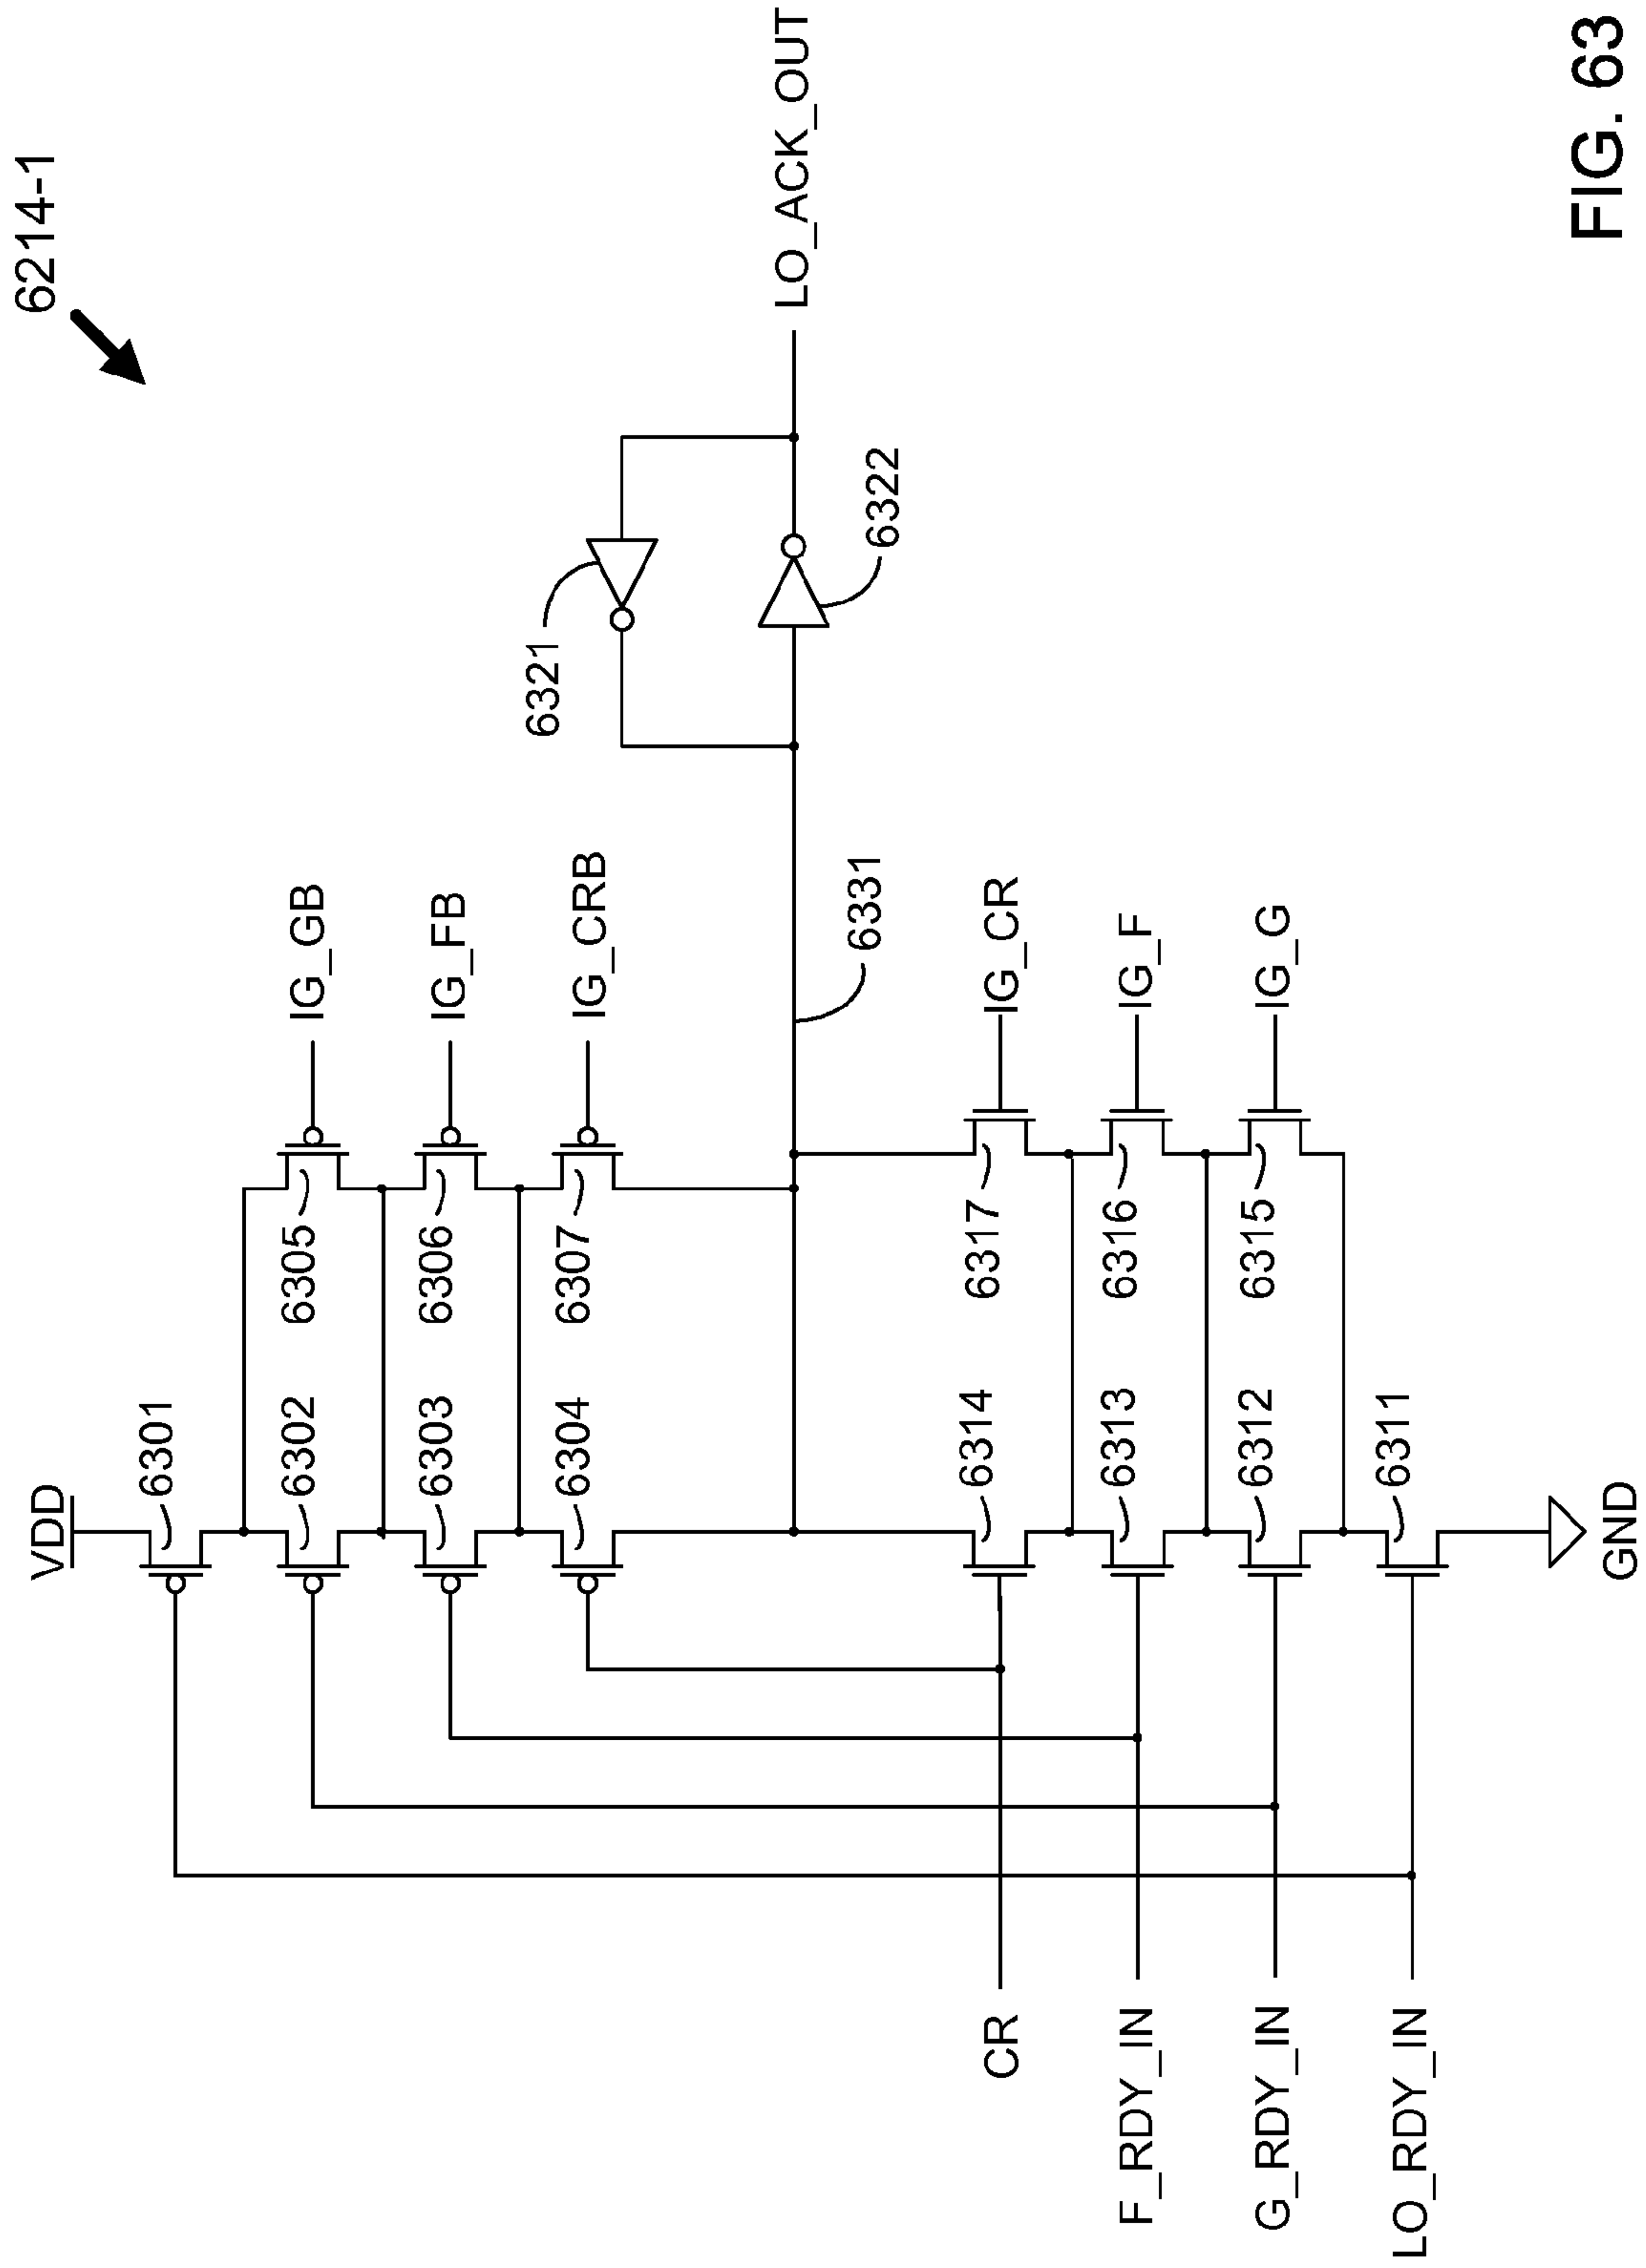 6214-1
VDD
6301
6302
6303
6304
6305
6306
6307
IG_GB
IG_FB
IG_CRB
6321
6322
LO_ACK_OUT
6331
6314
6313
6312
6311
6317
6316
6315
IG_CR
IG_F
IG_G
CR
F_RDY_IN
G_RDY_IN
LO_RDY_IN
GND
FIG. 63